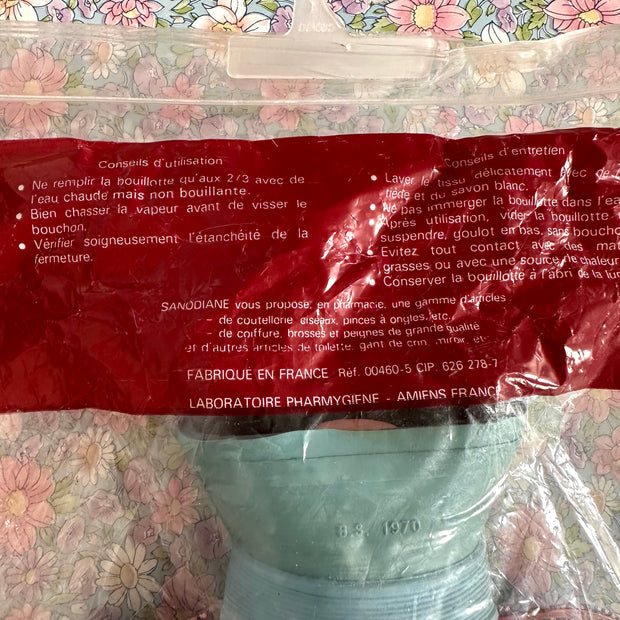 Conseils d'utilisation
• Ne remplir la bouillotte qu'aux 2/3 avec de
l'eau chaude mais non bouillante.
• Bien chasser la vapeur avant de visser le
bouchon.
• Vérifier soigneusement l'étanchéité de la
fermeture.
Conseils d'entretien
• Laver le tissu délicatement avec de l
tiède et du savon blanc.
• Ne pas immerger la bouillotte dans l'ea
• Après utilisation, vider la bouillotte
suspendre, goulot en bas, sans boucho
• Evitez tout contact avec des mat
grasses ou avec une source de chaleur
• Conserver la bouillotte à l'abri de la lum
SANODIANE vous propose, en pharmacie, une gamme d'articles
- de coutellerie, ciseaux, pinces à ongles, etc.
- de coiffure, brosses et peignes de grande qualité
et d'autres articles de toilette, gant de crin, miroir, etc
FABRIQUE EN FRANCE Réf. 00460-5 CIP. 626 278-7
LABORATOIRE PHARMYGIENE - AMIENS FRANCE
B.S. 1970